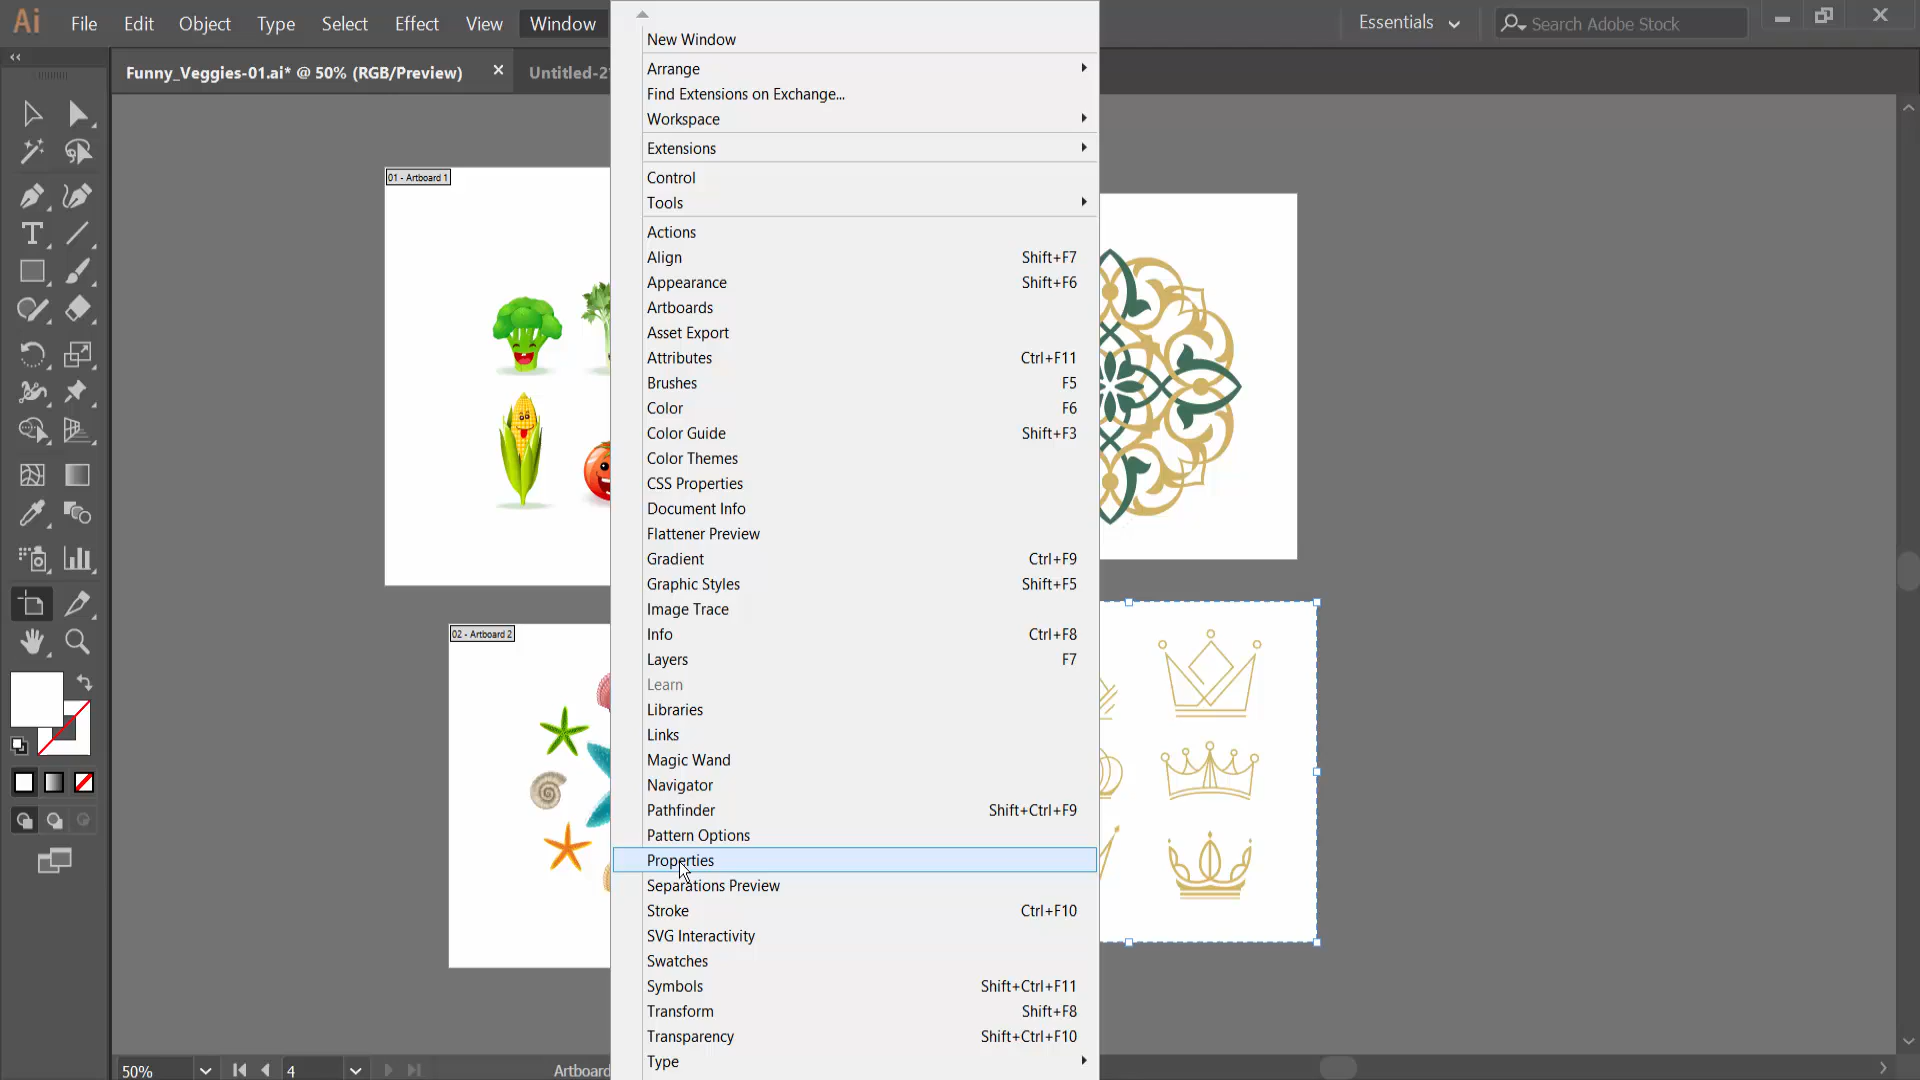 Ai File Edit Object Type Select Effect View Window Essentials Search Adobe Stock
Funny_Veggies-01.ai* @ 50% (RGB/Preview) Untitled-2
New Window
Arrange
Find Extensions on Exchange...
Workspace
Extensions
Control
Tools
Actions
Align Shift+F7
Appearance Shift+F6
Artboards
Asset Export
Attributes Ctrl+F11
Brushes F5
Color F6
Color Guide Shift+F3
Color Themes
CSS Properties
Document Info
Flattener Preview
Gradient Ctrl+F9
Graphic Styles Shift+F5
Image Trace
Info Ctrl+F8
Layers F7
Learn
Libraries
Links
Magic Wand
Navigator
Pathfinder Shift+Ctrl+F9
Pattern Options
Properties
Separations Preview
Stroke Ctrl+F10
SVG Interactivity
Swatches
Symbols Shift+Ctrl+F11
Transform Shift+F8
Transparency Shift+Ctrl+F10
Type
01 - Artboard 1
02 - Artboard 2
50% 4 Artboard